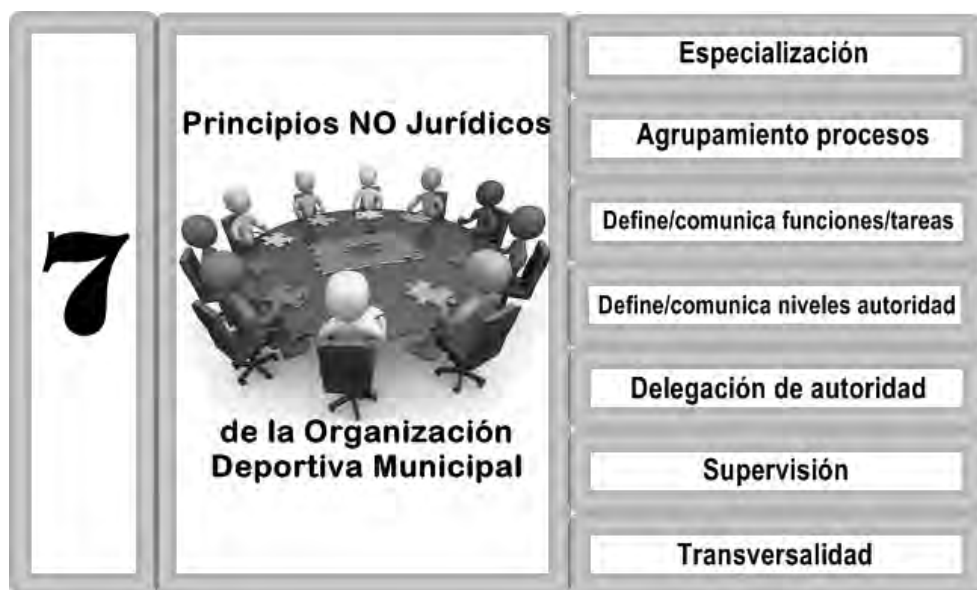 7
Principios NO Jurídicos
de la Organización
Deportiva Municipal
Especialización
Agrupamiento procesos
Define/comunica funciones/tareas
Define/comunica niveles autoridad
Delegación de autoridad
Supervisión
Transversalidad